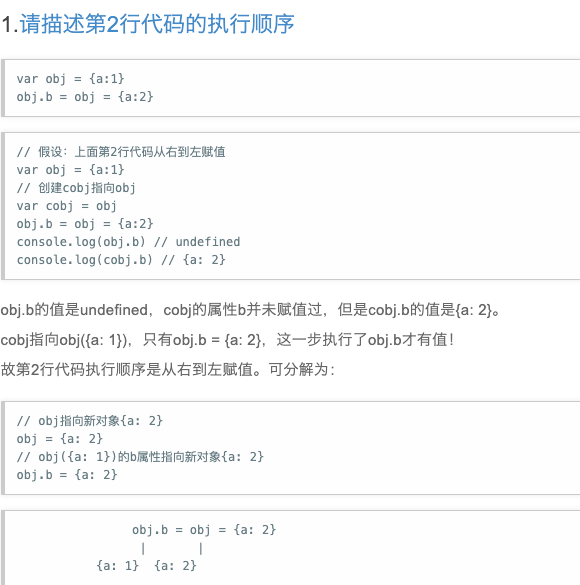 1.请描述第2行代码的执行顺序
var obj = {a:1}
obj.b = obj = {a:2}
// 假设：上面第2行代码从右到左赋值
var obj = {a:1}
// 创建cobj指向obj
var cobj = obj
obj.b = obj = {a:2}
console.log(obj.b) // undefined
console.log(cobj.b) // {a: 2}
obj.b的值是undefined，cobj的属性b并未赋值过，但是cobj.b的值是{a: 2}。
cobj指向obj({a: 1})，只有obj.b = {a: 2}，这一步执行了obj.b才有值！
故第2行代码执行顺序是从右到左赋值。可分解为：
// obj指向新对象{a: 2}
obj = {a: 2}
// obj({a: 1})的b属性指向新对象{a: 2}
obj.b = {a: 2}
obj.b = obj = {a: 2}
|       |
{a: 1}  {a: 2}